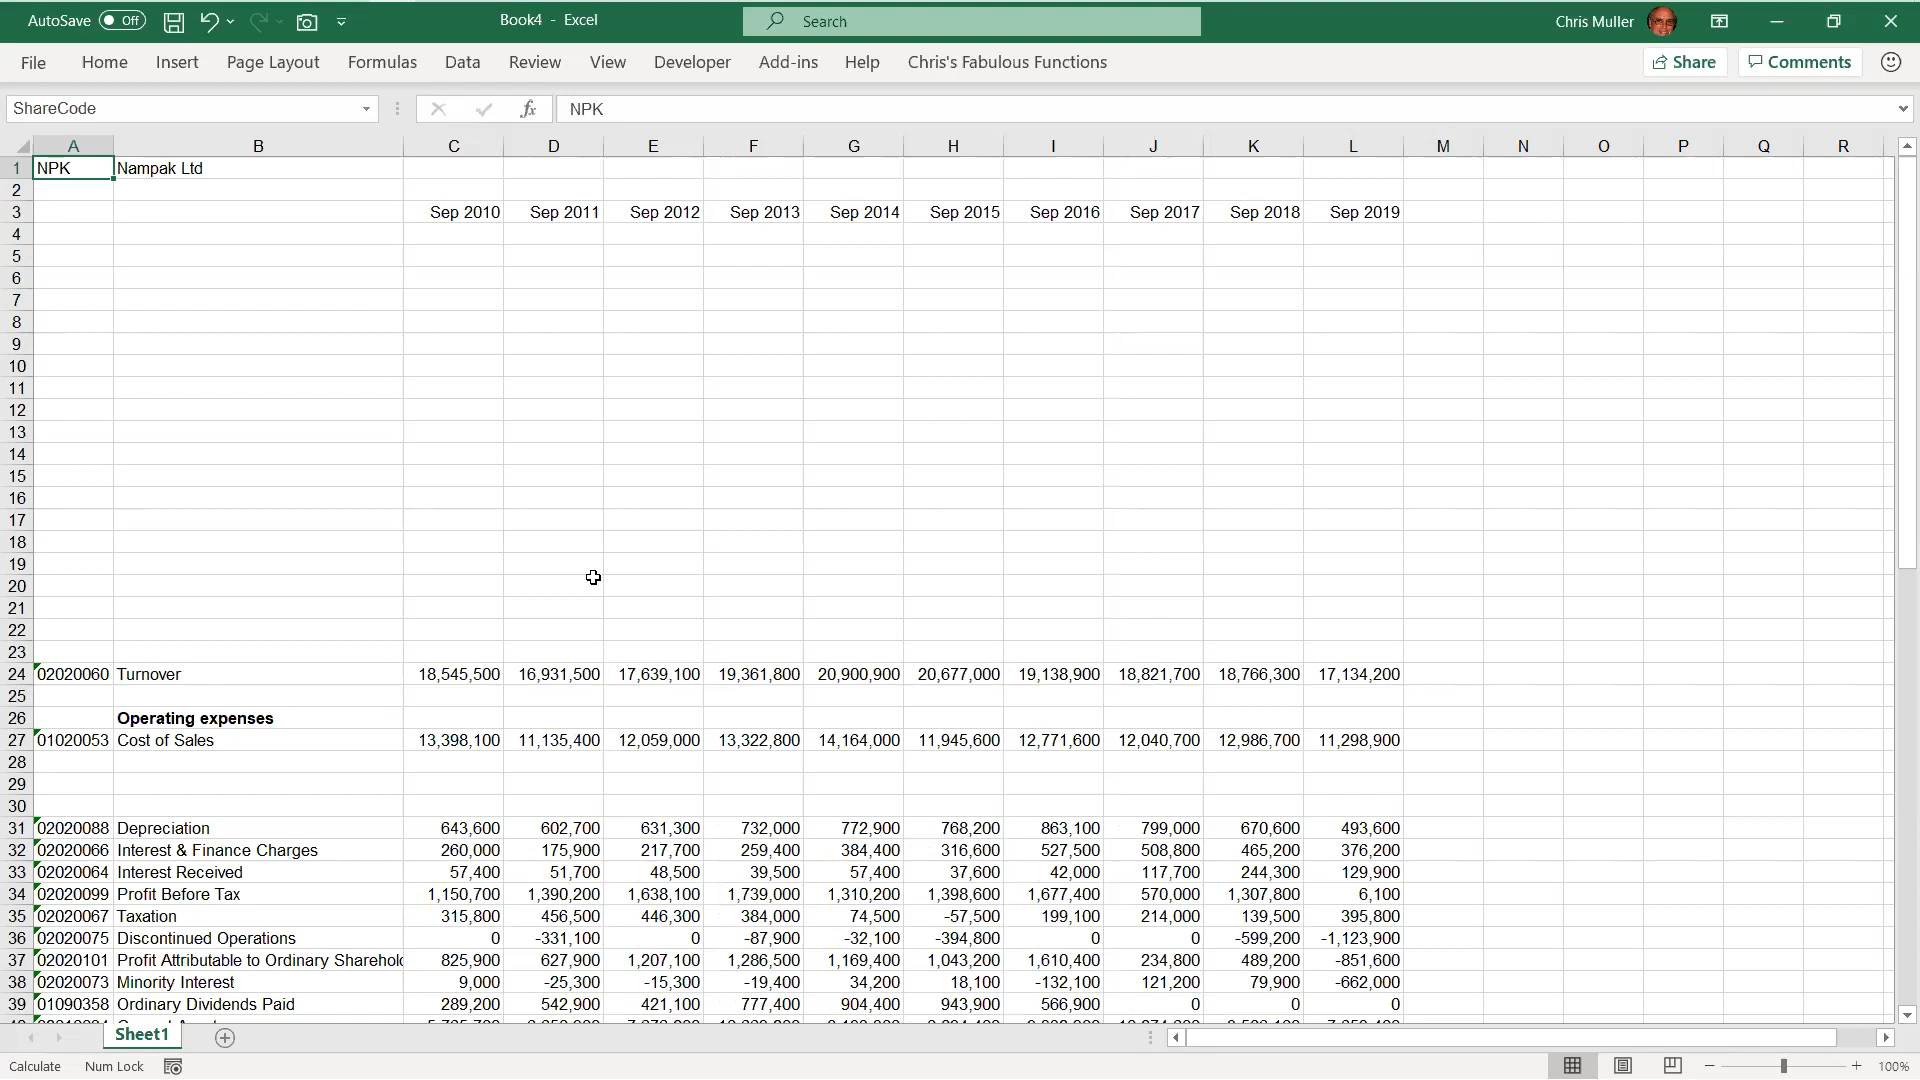 AutoSave Off Book4 - Excel Search Chris Muller
File Home Insert Page Layout Formulas Data Review View Developer Add-ins Help Chris's Fabulous Functions Share Comments
ShareCode fx NPK
A B C D E F G H I J K L M N O P Q R
1 NPK Nampak Ltd
2
3 Sep 2010 Sep 2011 Sep 2012 Sep 2013 Sep 2014 Sep 2015 Sep 2016 Sep 2017 Sep 2018 Sep 2019
4
5
6
7
8
9
10
11
12
13
14
15
16
17
18
19
20
21
22
23
24 02020060 Turnover 18,545,500 16,931,500 17,639,100 19,361,800 20,900,900 20,677,000 19,138,900 18,821,700 18,766,300 17,134,200
25
26 Operating expenses
27 01020053 Cost of Sales 13,398,100 11,135,400 12,059,000 13,322,800 14,164,000 11,945,600 12,771,600 12,040,700 12,986,700 11,298,900
28
29
30
31 02020088 Depreciation 643,600 602,700 631,300 732,000 772,900 768,200 863,100 799,000 670,600 493,600
32 02020066 Interest & Finance Charges 260,000 175,900 217,700 259,400 384,400 316,600 527,500 508,800 465,200 376,200
33 02020064 Interest Received 57,400 51,700 48,500 39,500 57,400 37,600 42,000 117,700 244,300 129,900
34 02020099 Profit Before Tax 1,150,700 1,390,200 1,638,100 1,739,000 1,310,200 1,398,600 1,677,400 570,000 1,307,800 6,100
35 02020067 Taxation 315,800 456,500 446,300 384,000 74,500 -57,500 199,100 214,000 139,500 395,800
36 02020075 Discontinued Operations 0 -331,100 0 -87,900 -32,100 -394,800 0 0 -599,200 -1,123,900
37 02020101 Profit Attributable to Ordinary Sharehol 825,900 627,900 1,207,100 1,286,500 1,169,400 1,043,200 1,610,400 234,800 489,200 -851,600
38 02020073 Minority Interest 9,000 -25,300 -15,300 -19,400 34,200 18,100 -132,100 121,200 79,900 -662,000
39 01090358 Ordinary Dividends Paid 289,200 542,900 421,100 777,400 904,400 943,900 566,900 0 0 0
Sheet1
Calculate Num Lock 100%